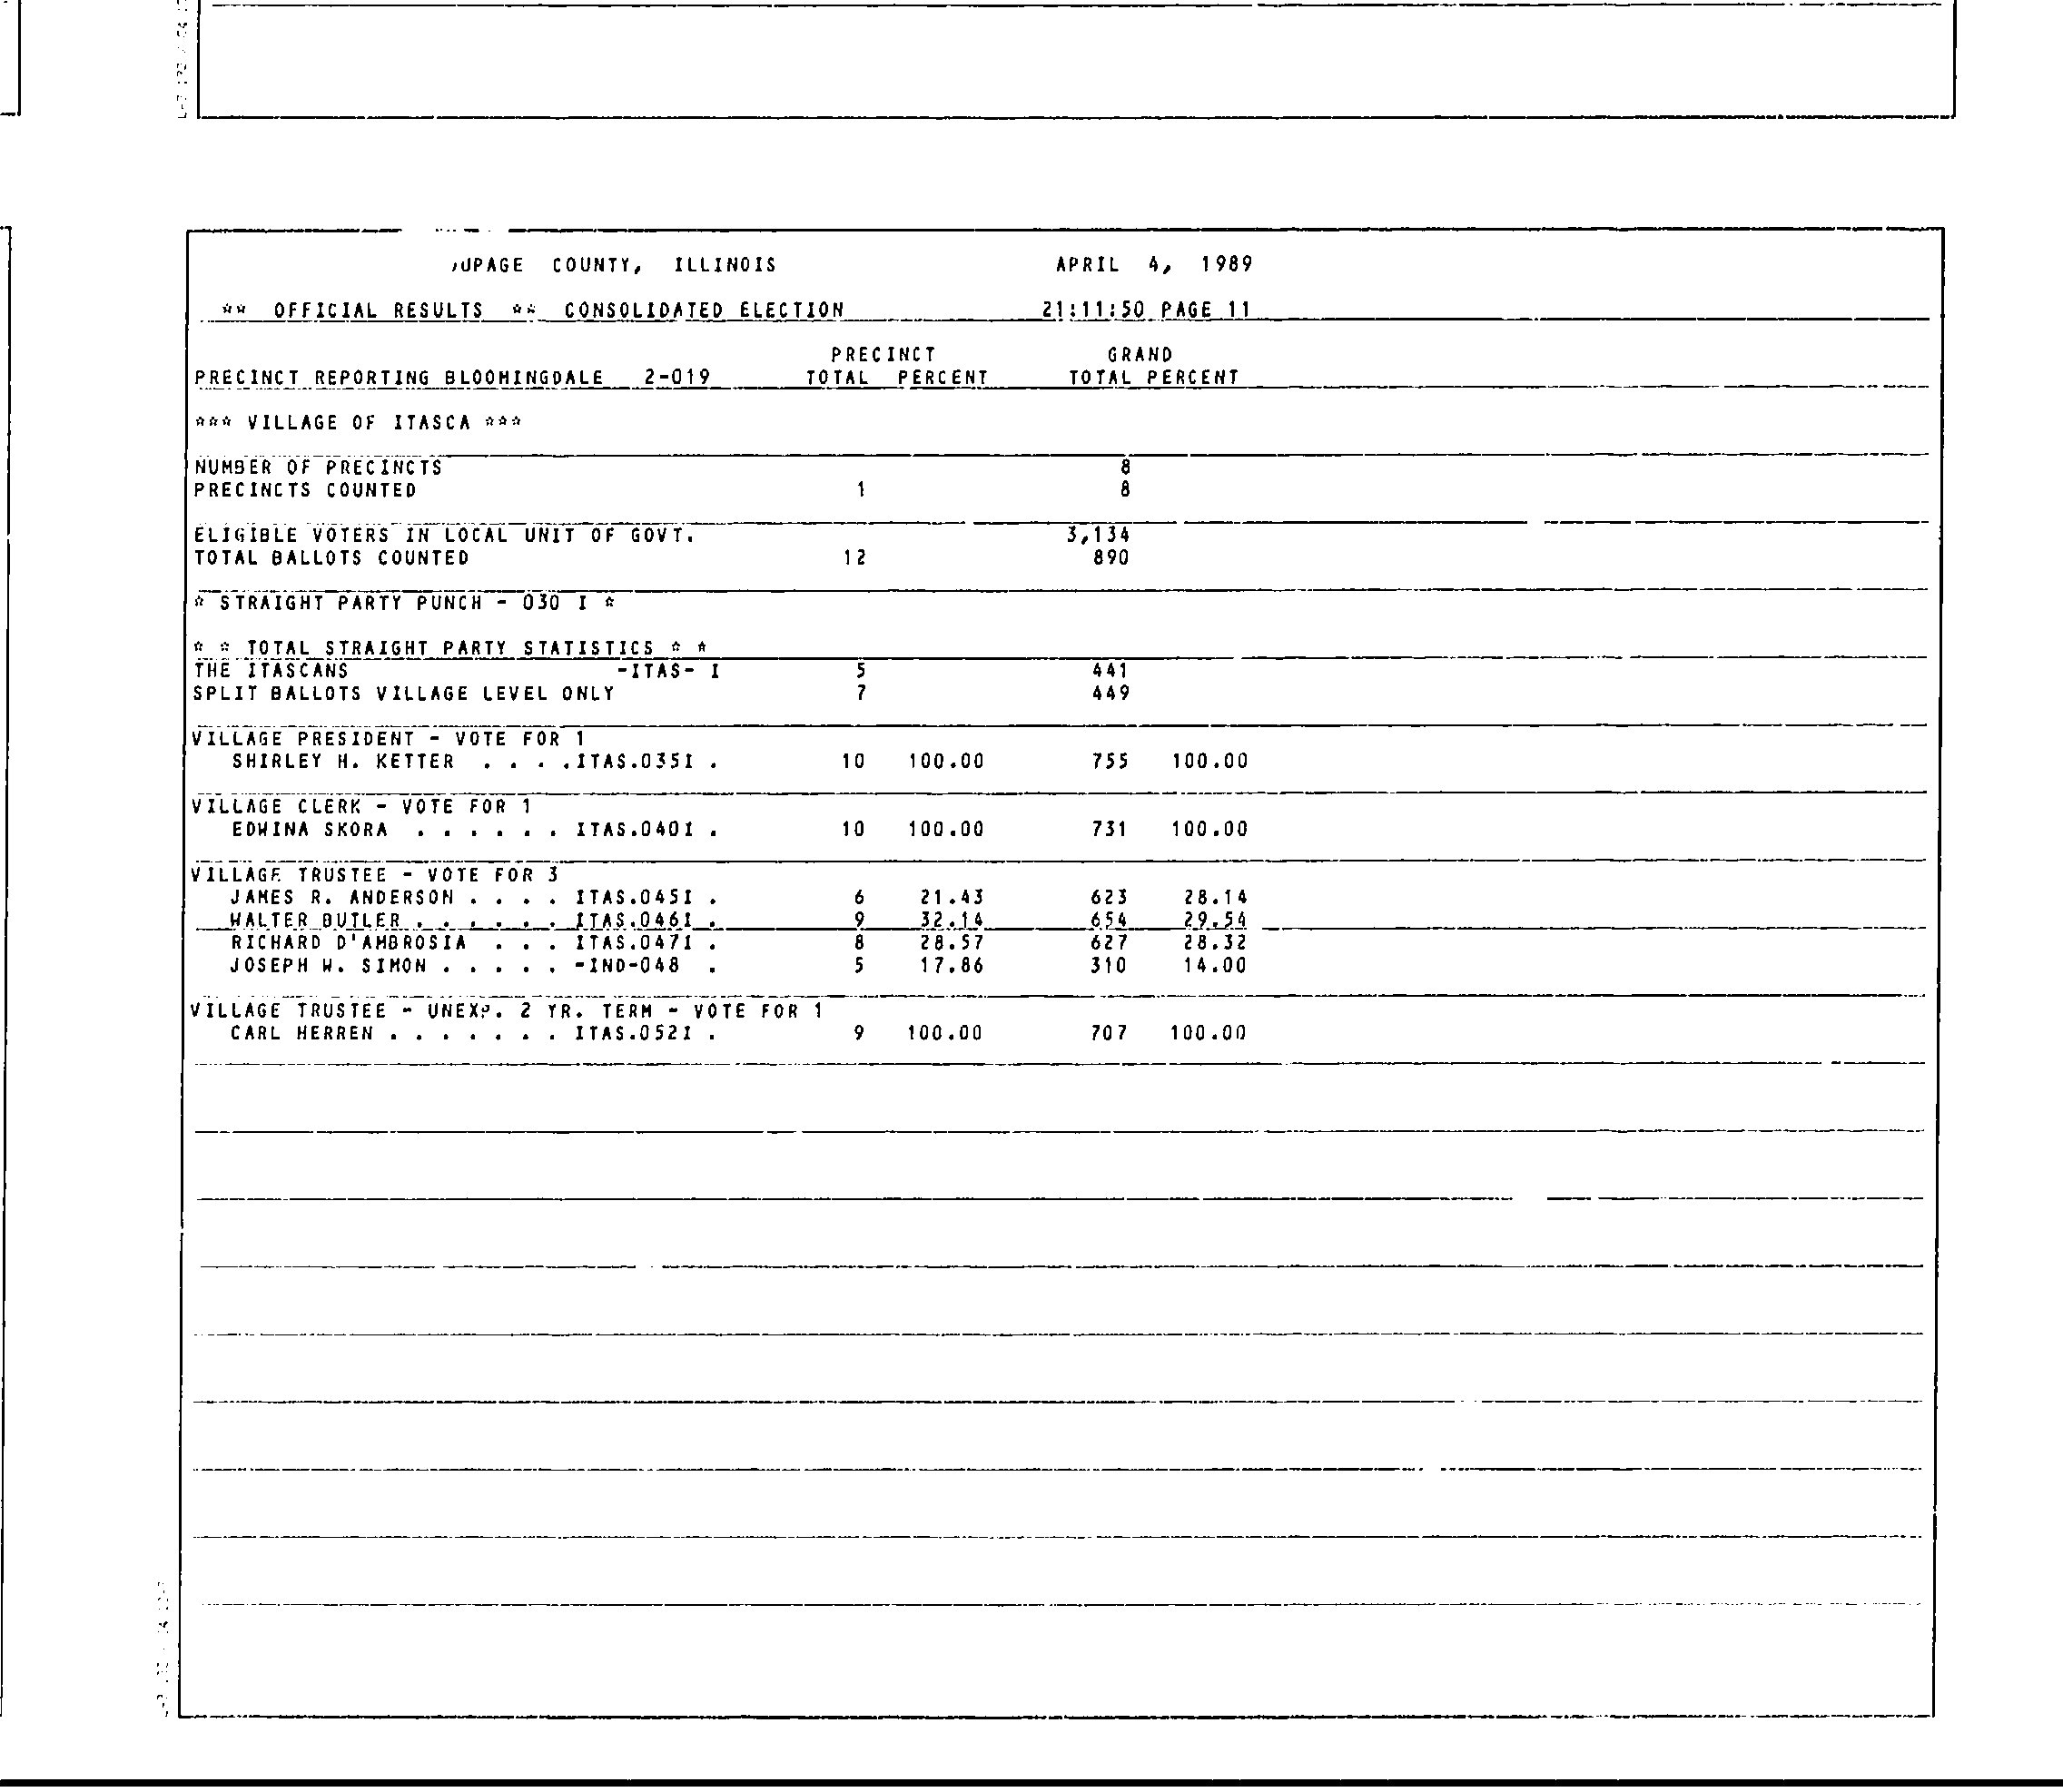 UPAGE COUNTY, ILLINOIS APRIL 4, 1989
** OFFICIAL RESULTS ** CONSOLIDATED ELECTION 21:11:50 PAGE 11
PRECINCT GRAND
PRECINCT REPORTING BLOOMINGDALE 2-019 TOTAL PERCENT TOTAL PERCENT
*** VILLAGE OF ITASCA ***
NUMBER OF PRECINCTS 8
PRECINCTS COUNTED 1 8
ELIGIBLE VOTERS IN LOCAL UNIT OF GOVT. 3,134
TOTAL BALLOTS COUNTED 12 890
* STRAIGHT PARTY PUNCH - 030 I *
* * TOTAL STRAIGHT PARTY STATISTICS * *
THE ITASCANS -ITAS- I 5 441
SPLIT BALLOTS VILLAGE LEVEL ONLY 7 449
VILLAGE PRESIDENT - VOTE FOR 1
SHIRLEY H. KETTER . . . .ITAS.035I . 10 100.00 755 100.00
VILLAGE CLERK - VOTE FOR 1
EDWINA SKORA . . . . . . ITAS.040I . 10 100.00 731 100.00
VILLAGE TRUSTEE - VOTE FOR 3
JAMES R. ANDERSON . . . . ITAS.045I . 6 21.43 623 28.14
WALTER BUTLER . . . . . . ITAS.046I . 9 32.14 654 29.54
RICHARD D'AMBROSIA . . . ITAS.047I . 8 28.57 627 28.32
JOSEPH W. SIMON . . . . . -IND-048 . 5 17.86 310 14.00
VILLAGE TRUSTEE - UNEXP. 2 YR. TERM - VOTE FOR 1
CARL HERREN . . . . . . . ITAS.052I . 9 100.00 707 100.00